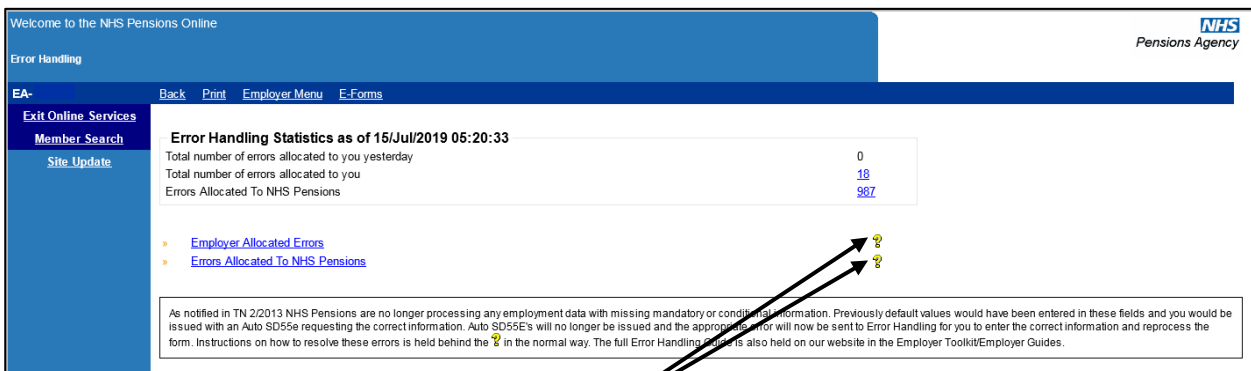 Welcome to the NHS Pensions Online
NHS
Pensions Agency
Error Handling
EA- Back Print Employer Menu E-Forms
Exit Online Services
Member Search
Site Update
Error Handling Statistics as of 15/Jul/2019 05:20:33
Total number of errors allocated to you yesterday 0
Total number of errors allocated to you 18
Errors Allocated To NHS Pensions 987
» Employer Allocated Errors ?
» Errors Allocated To NHS Pensions ?
As notified in TN 2/2013 NHS Pensions are no longer processing any employment data with missing mandatory or conditional information. Previously default values would have been entered in these fields and you would be
issued with an Auto SD55e requesting the correct information. Auto SD55E's will no longer be issued and the appropriate error will now be sent to Error Handling for you to enter the correct information and reprocess the
form. Instructions on how to resolve these errors is held behind the ? in the normal way. The full Error Handling Guide is also held on our website in the Employer Toolkit/Employer Guides.